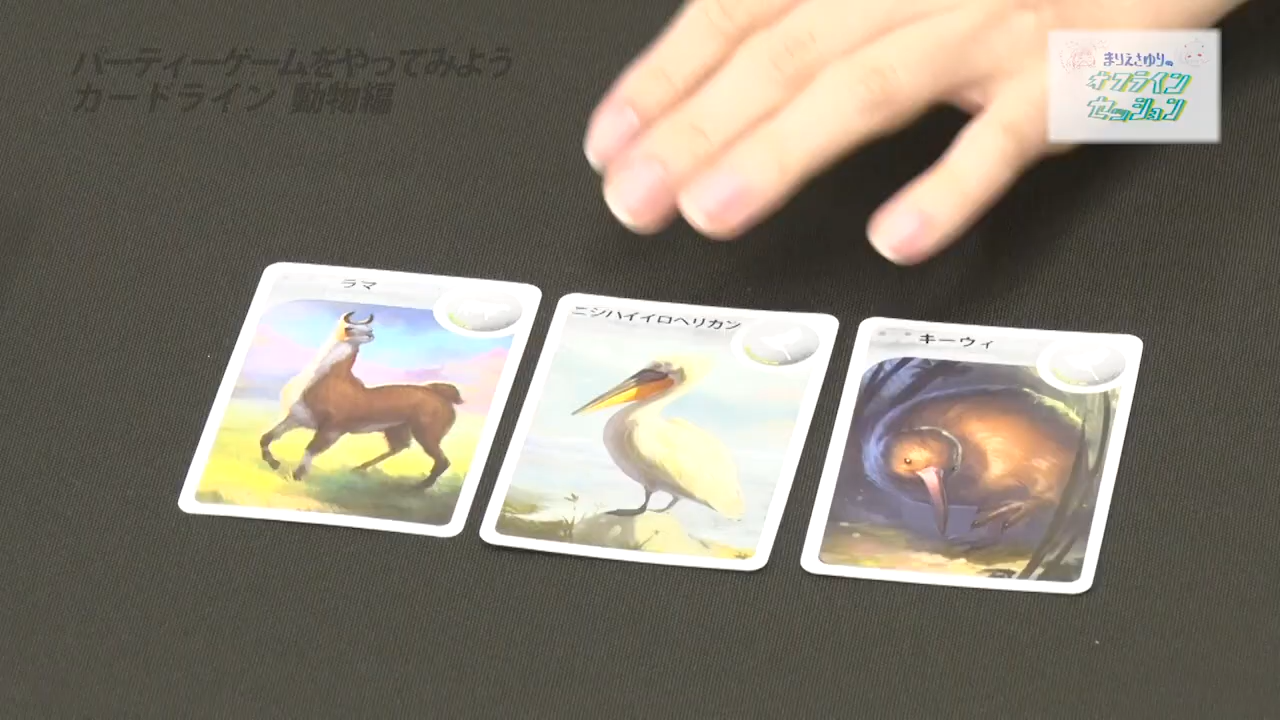 パーティーゲームをやってみよう
カードライン 動物編
まりえさゆりの
オフライン
セッション
ラマ
ニシハイイロペリカン
キーウィ